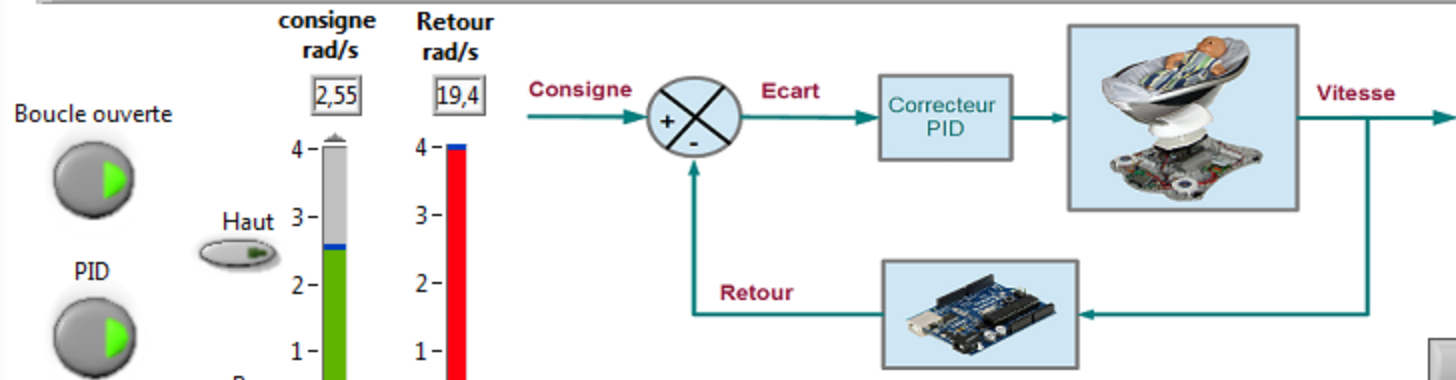 consigne
rad/s
Retour
rad/s
2,55
19,4
Boucle ouverte
Haut
PID
4
3
2
1
4
3
2
1
Consigne
+
-
Ecart
Correcteur
PID
Vitesse
Retour